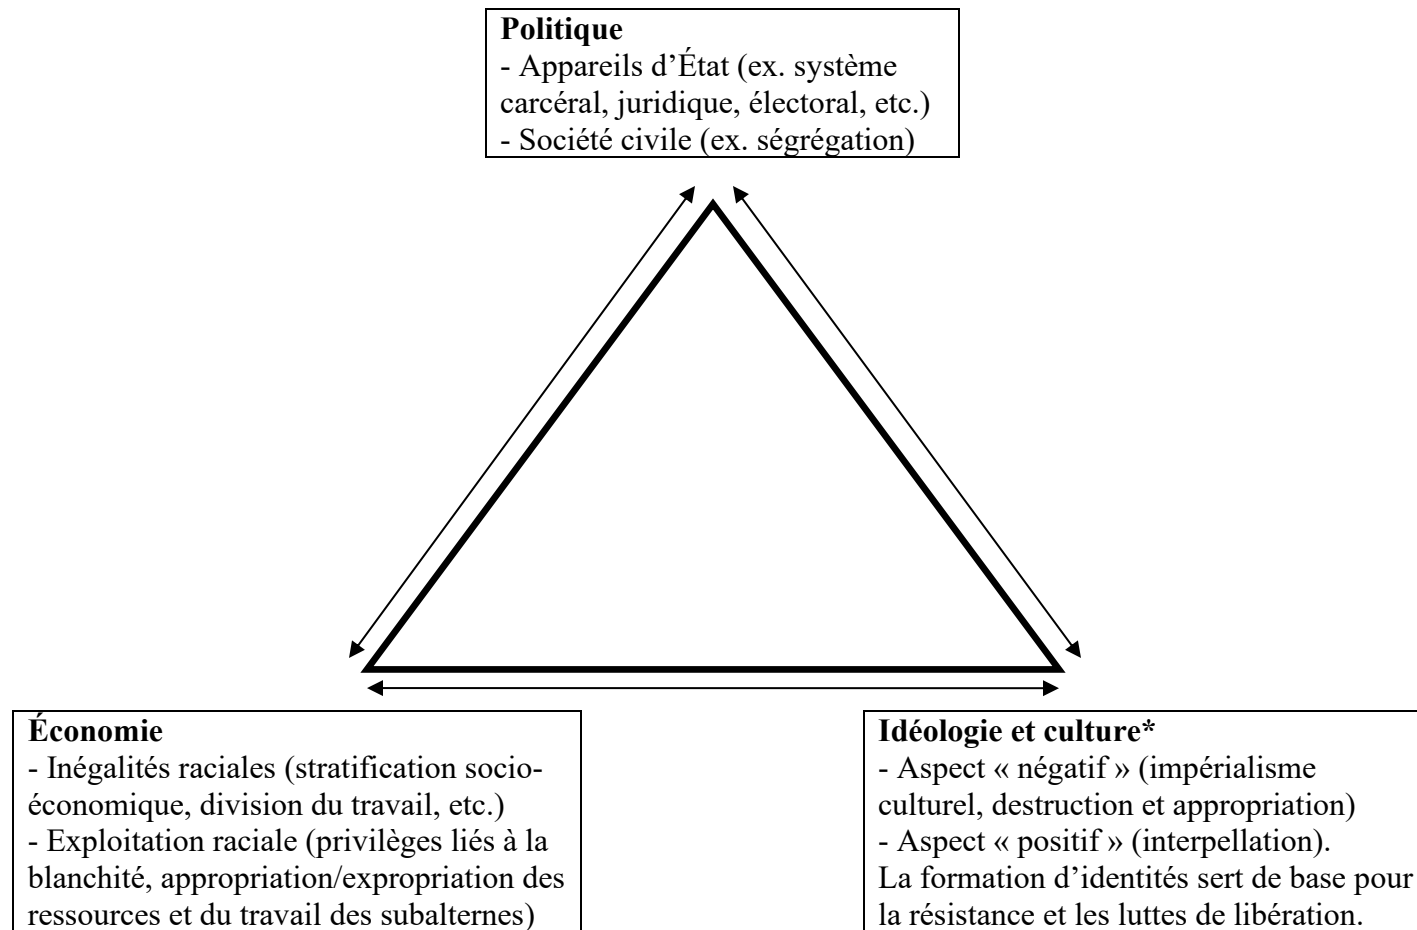 Politique
- Appareils d’État (ex. système
carcéral, juridique, électoral, etc.)
- Société civile (ex. ségrégation)
Économie
- Inégalités raciales (stratification socio-
économique, division du travail, etc.)
- Exploitation raciale (privilèges liés à la
blanchité, appropriation/expropriation des
ressources et du travail des subalternes)
Idéologie et culture*
- Aspect « négatif » (impérialisme
culturel, destruction et appropriation)
- Aspect « positif » (interpellation).
La formation d’identités sert de base pour
la résistance et les luttes de libération.